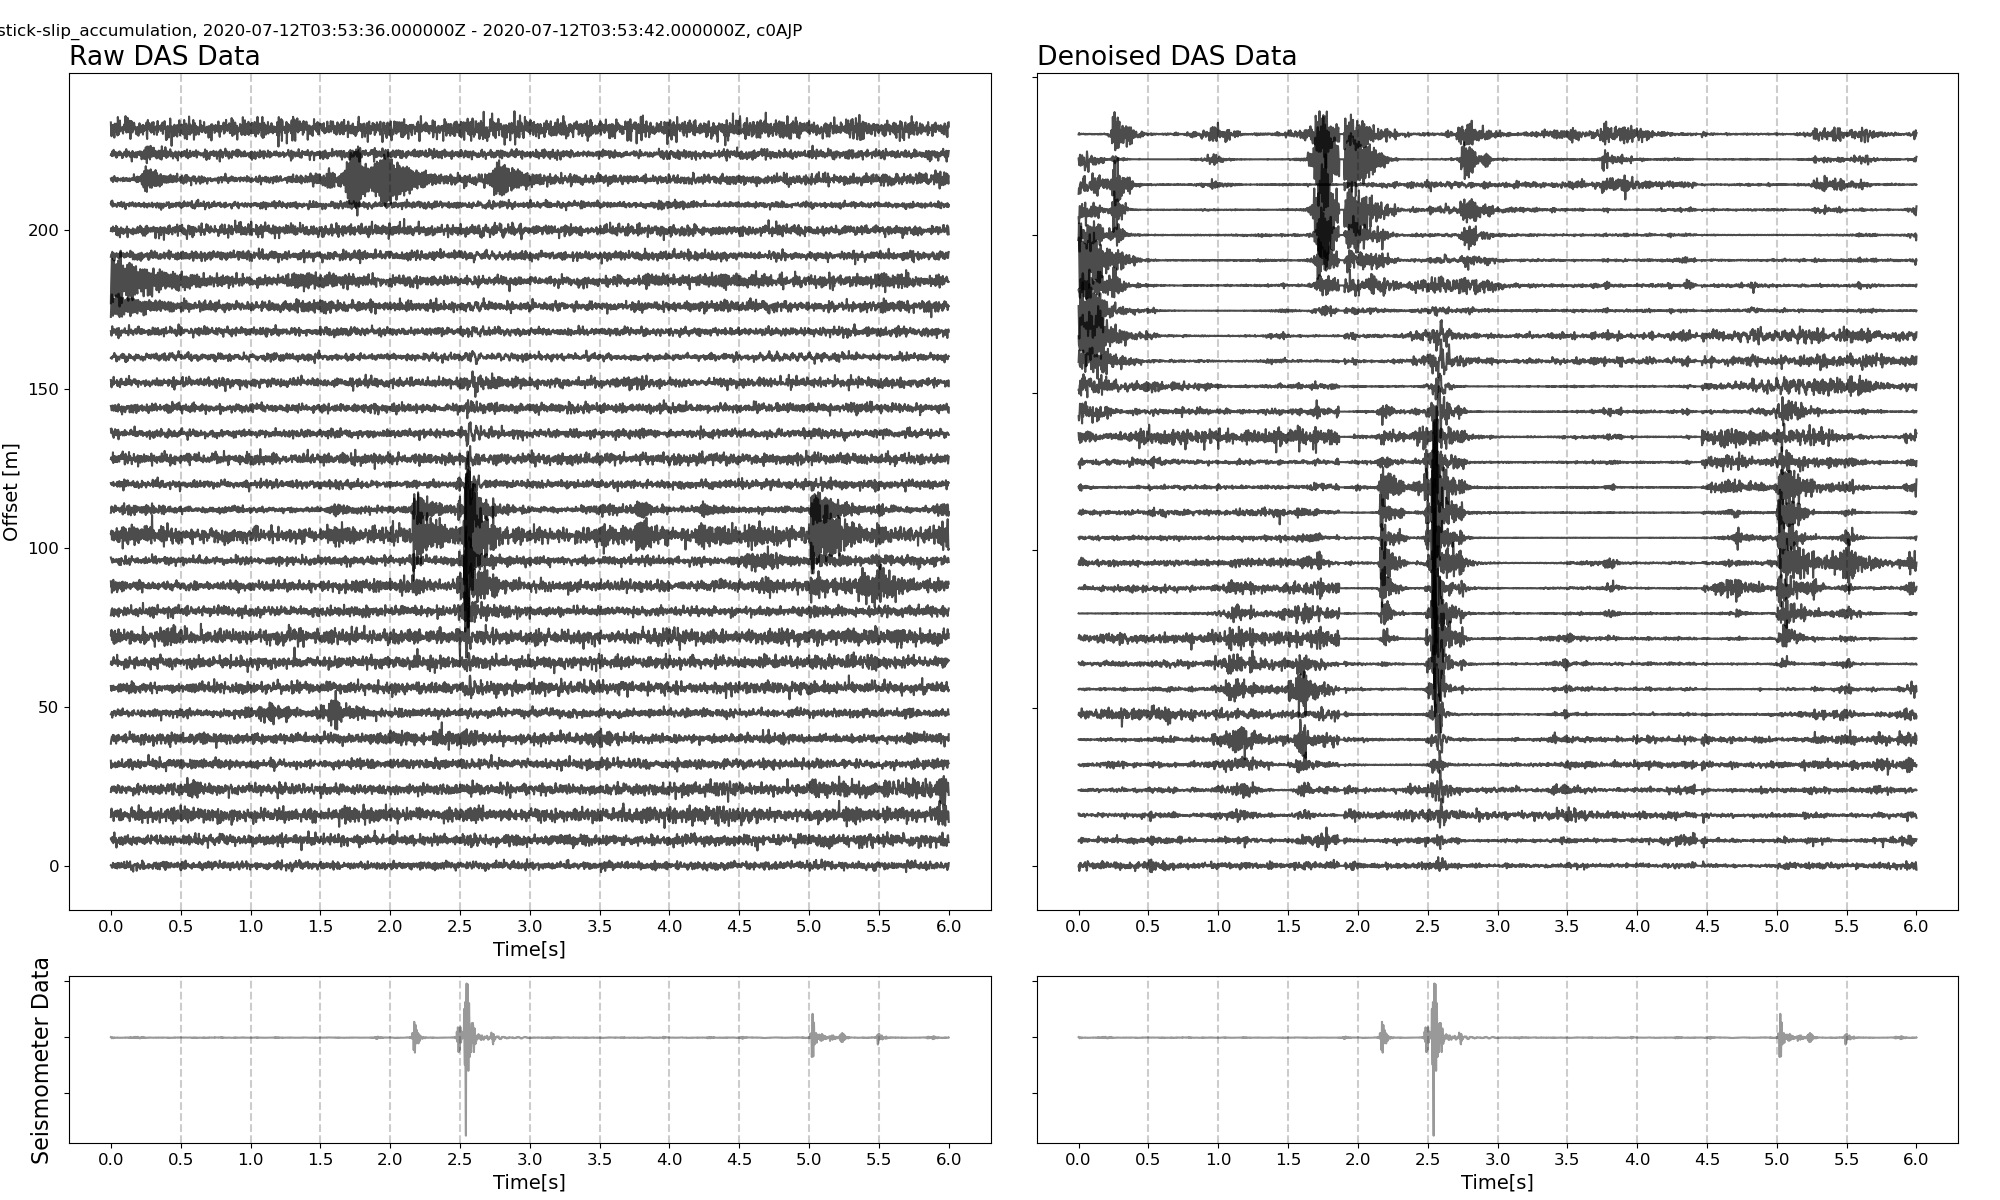 stick-slip_accumulation, 2020-07-12T03:53:36.000000Z - 2020-07-12T03:53:42.000000Z, c0AJP
Raw DAS Data
Denoised DAS Data
Offset [m]
200
150
100
50
0
0.0 0.5 1.0 1.5 2.0 2.5 3.0 3.5 4.0 4.5 5.0 5.5 6.0
Time[s]
0.0 0.5 1.0 1.5 2.0 2.5 3.0 3.5 4.0 4.5 5.0 5.5 6.0
Seismometer Data
0.0 0.5 1.0 1.5 2.0 2.5 3.0 3.5 4.0 4.5 5.0 5.5 6.0
Time[s]
0.0 0.5 1.0 1.5 2.0 2.5 3.0 3.5 4.0 4.5 5.0 5.5 6.0
Time[s]